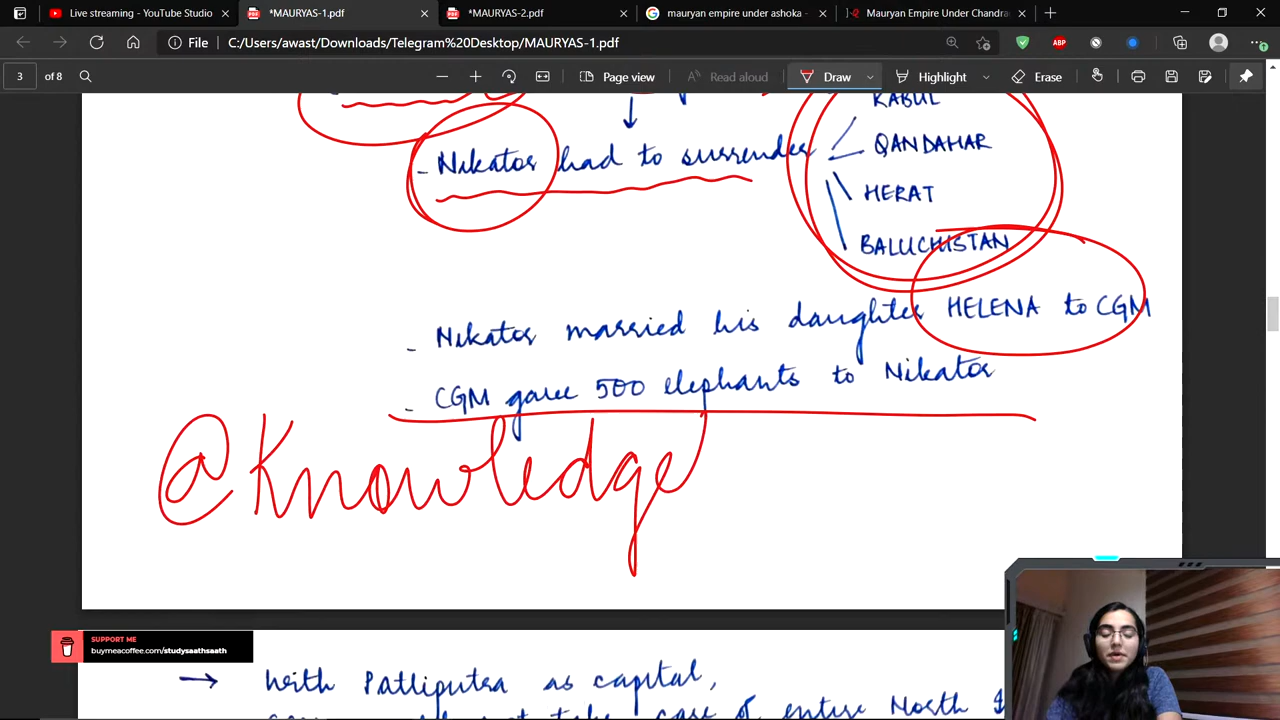 Live streaming - YouTube Studio
*MAURYAS-1.pdf
*MAURYAS-2.pdf
mauryan empire under ashoka -
Mauryan Empire Under Chandra
File
C:/Users/awast/Downloads/Telegram%20Desktop/MAURYAS-1.pdf
ABP
3 of 8
Page view
Read aloud
Draw
Highlight
Erase
KABUL
- Nikator had to surrender
QANDAHAR
HERAT
BALUCHISTAN
- Nikator married his daughter HELENA to CGM
- CGM gave 500 elephants to Nikator
@Knowledge
SUPPORT ME
buymeacoffee.com/studysaathsaath
→ With Patliputra as capital,